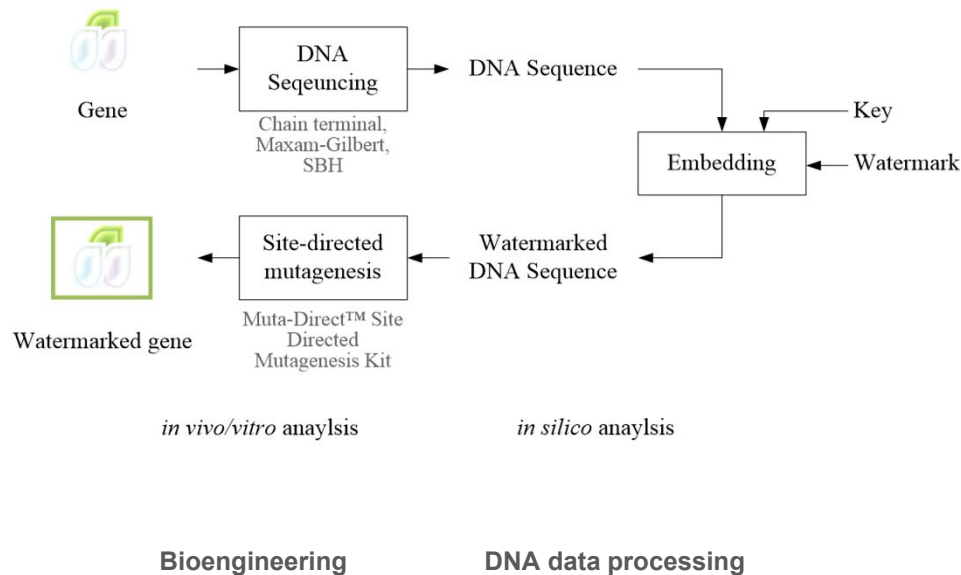 Gene
DNA
Seqeuncing
Chain terminal,
Maxam-Gilbert,
SBH
DNA Sequence
Key
Embedding
Watermark
Watermarked gene
Site-directed
mutagenesis
Muta-Direct™ Site
Directed
Mutagenesis Kit
Watermarked
DNA Sequence
in vivo/vitro anaylsis
in silico anaylsis
Bioengineering
DNA data processing